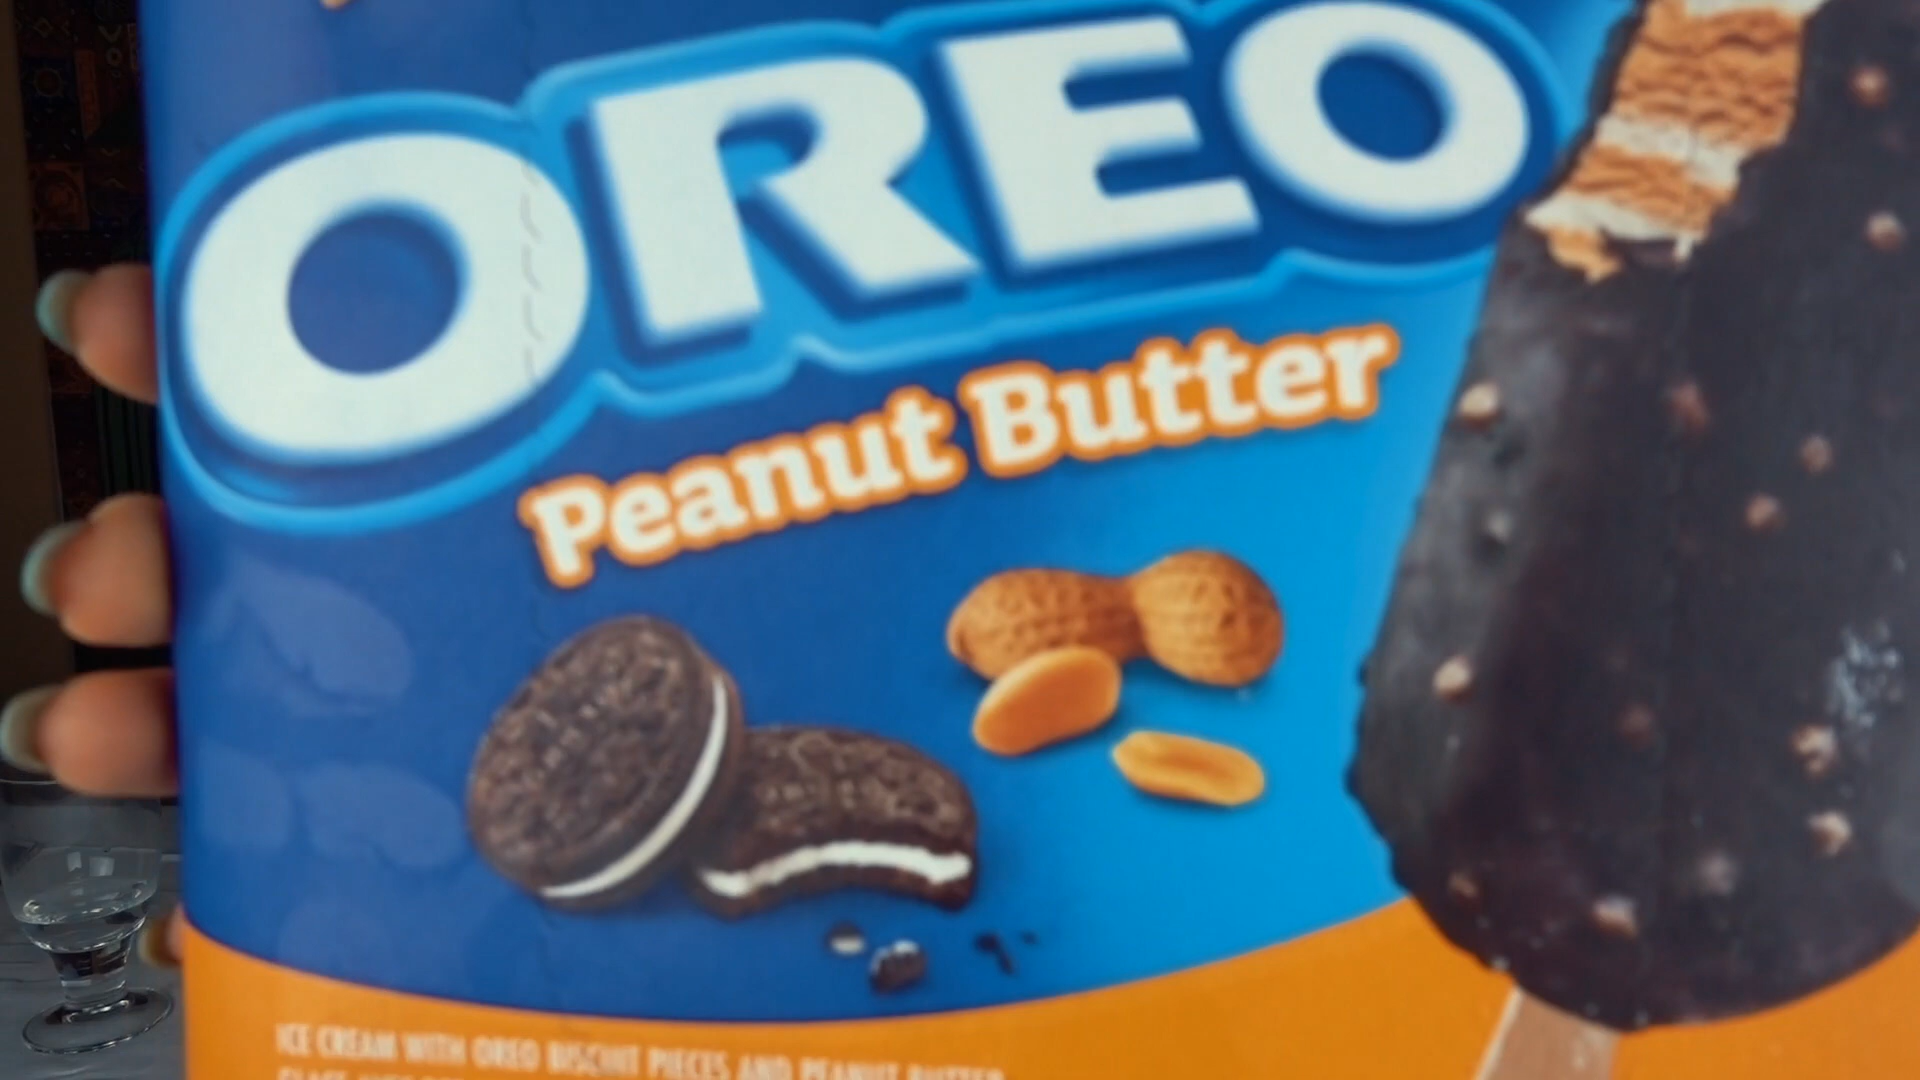 OREO
Peanut Butter
ICE CREAM WITH OREO BISCUIT PIECES AND PEANUT BUTTER